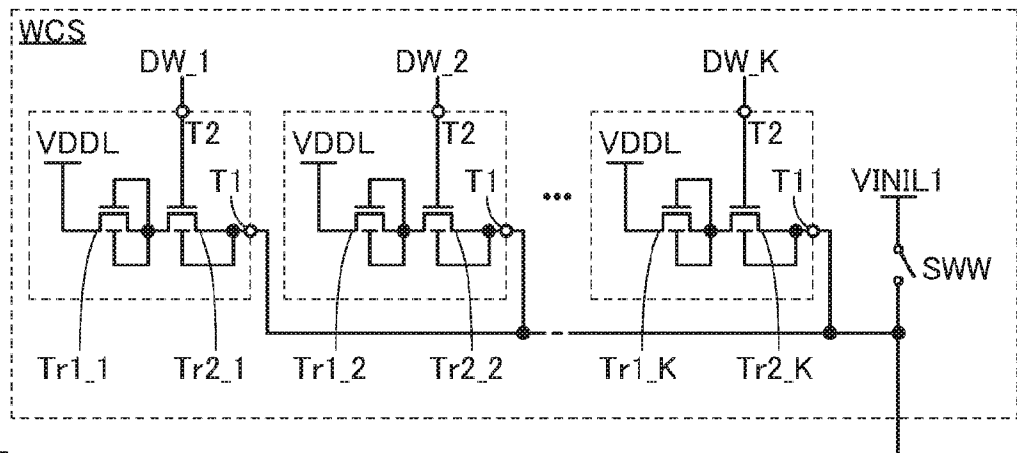 WCS
DW_1 DW_2 DW_K
T2 T2 T2
VDDL VDDL VDDL
T1 T1 ... T1 VINIL1
SWW
Tr1_1 Tr2_1 Tr1_2 Tr2_2 Tr1_K Tr2_K